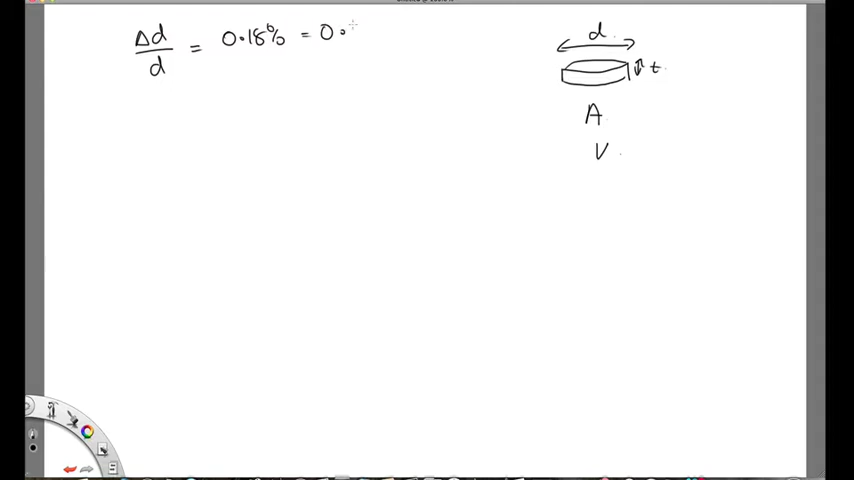 Δd/d = 0.18% = 0.
d
t
A
V